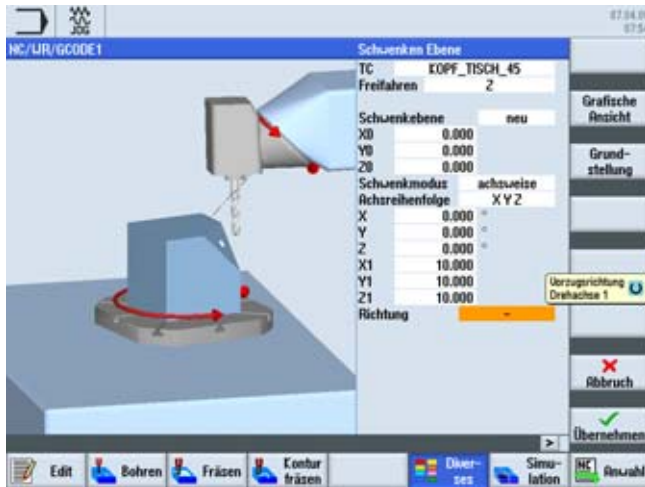 JOG
NC/WR/GCODE1
Schwenken Ebene
TC KOPF_TISCH_45
Freifahren Z
Schwenkebene neu
X0 0.000
Y0 0.000
Z0 0.000
Schwenkmodus achsweise
Achsreihenfolge X Y Z
X 0.000 °
Y 0.000 °
Z 0.000 °
X1 10.000
Y1 10.000
Z1 10.000
Richtung -
Vorzugsrichtung
Drehachse 1
Grafische
Ansicht
Grund-
stellung
Abbruch
Übernehmen
>
Edit
Bohren
Fräsen
Kontur
fräsen
Diver-
ses
Simu-
lation
NC Anwahl